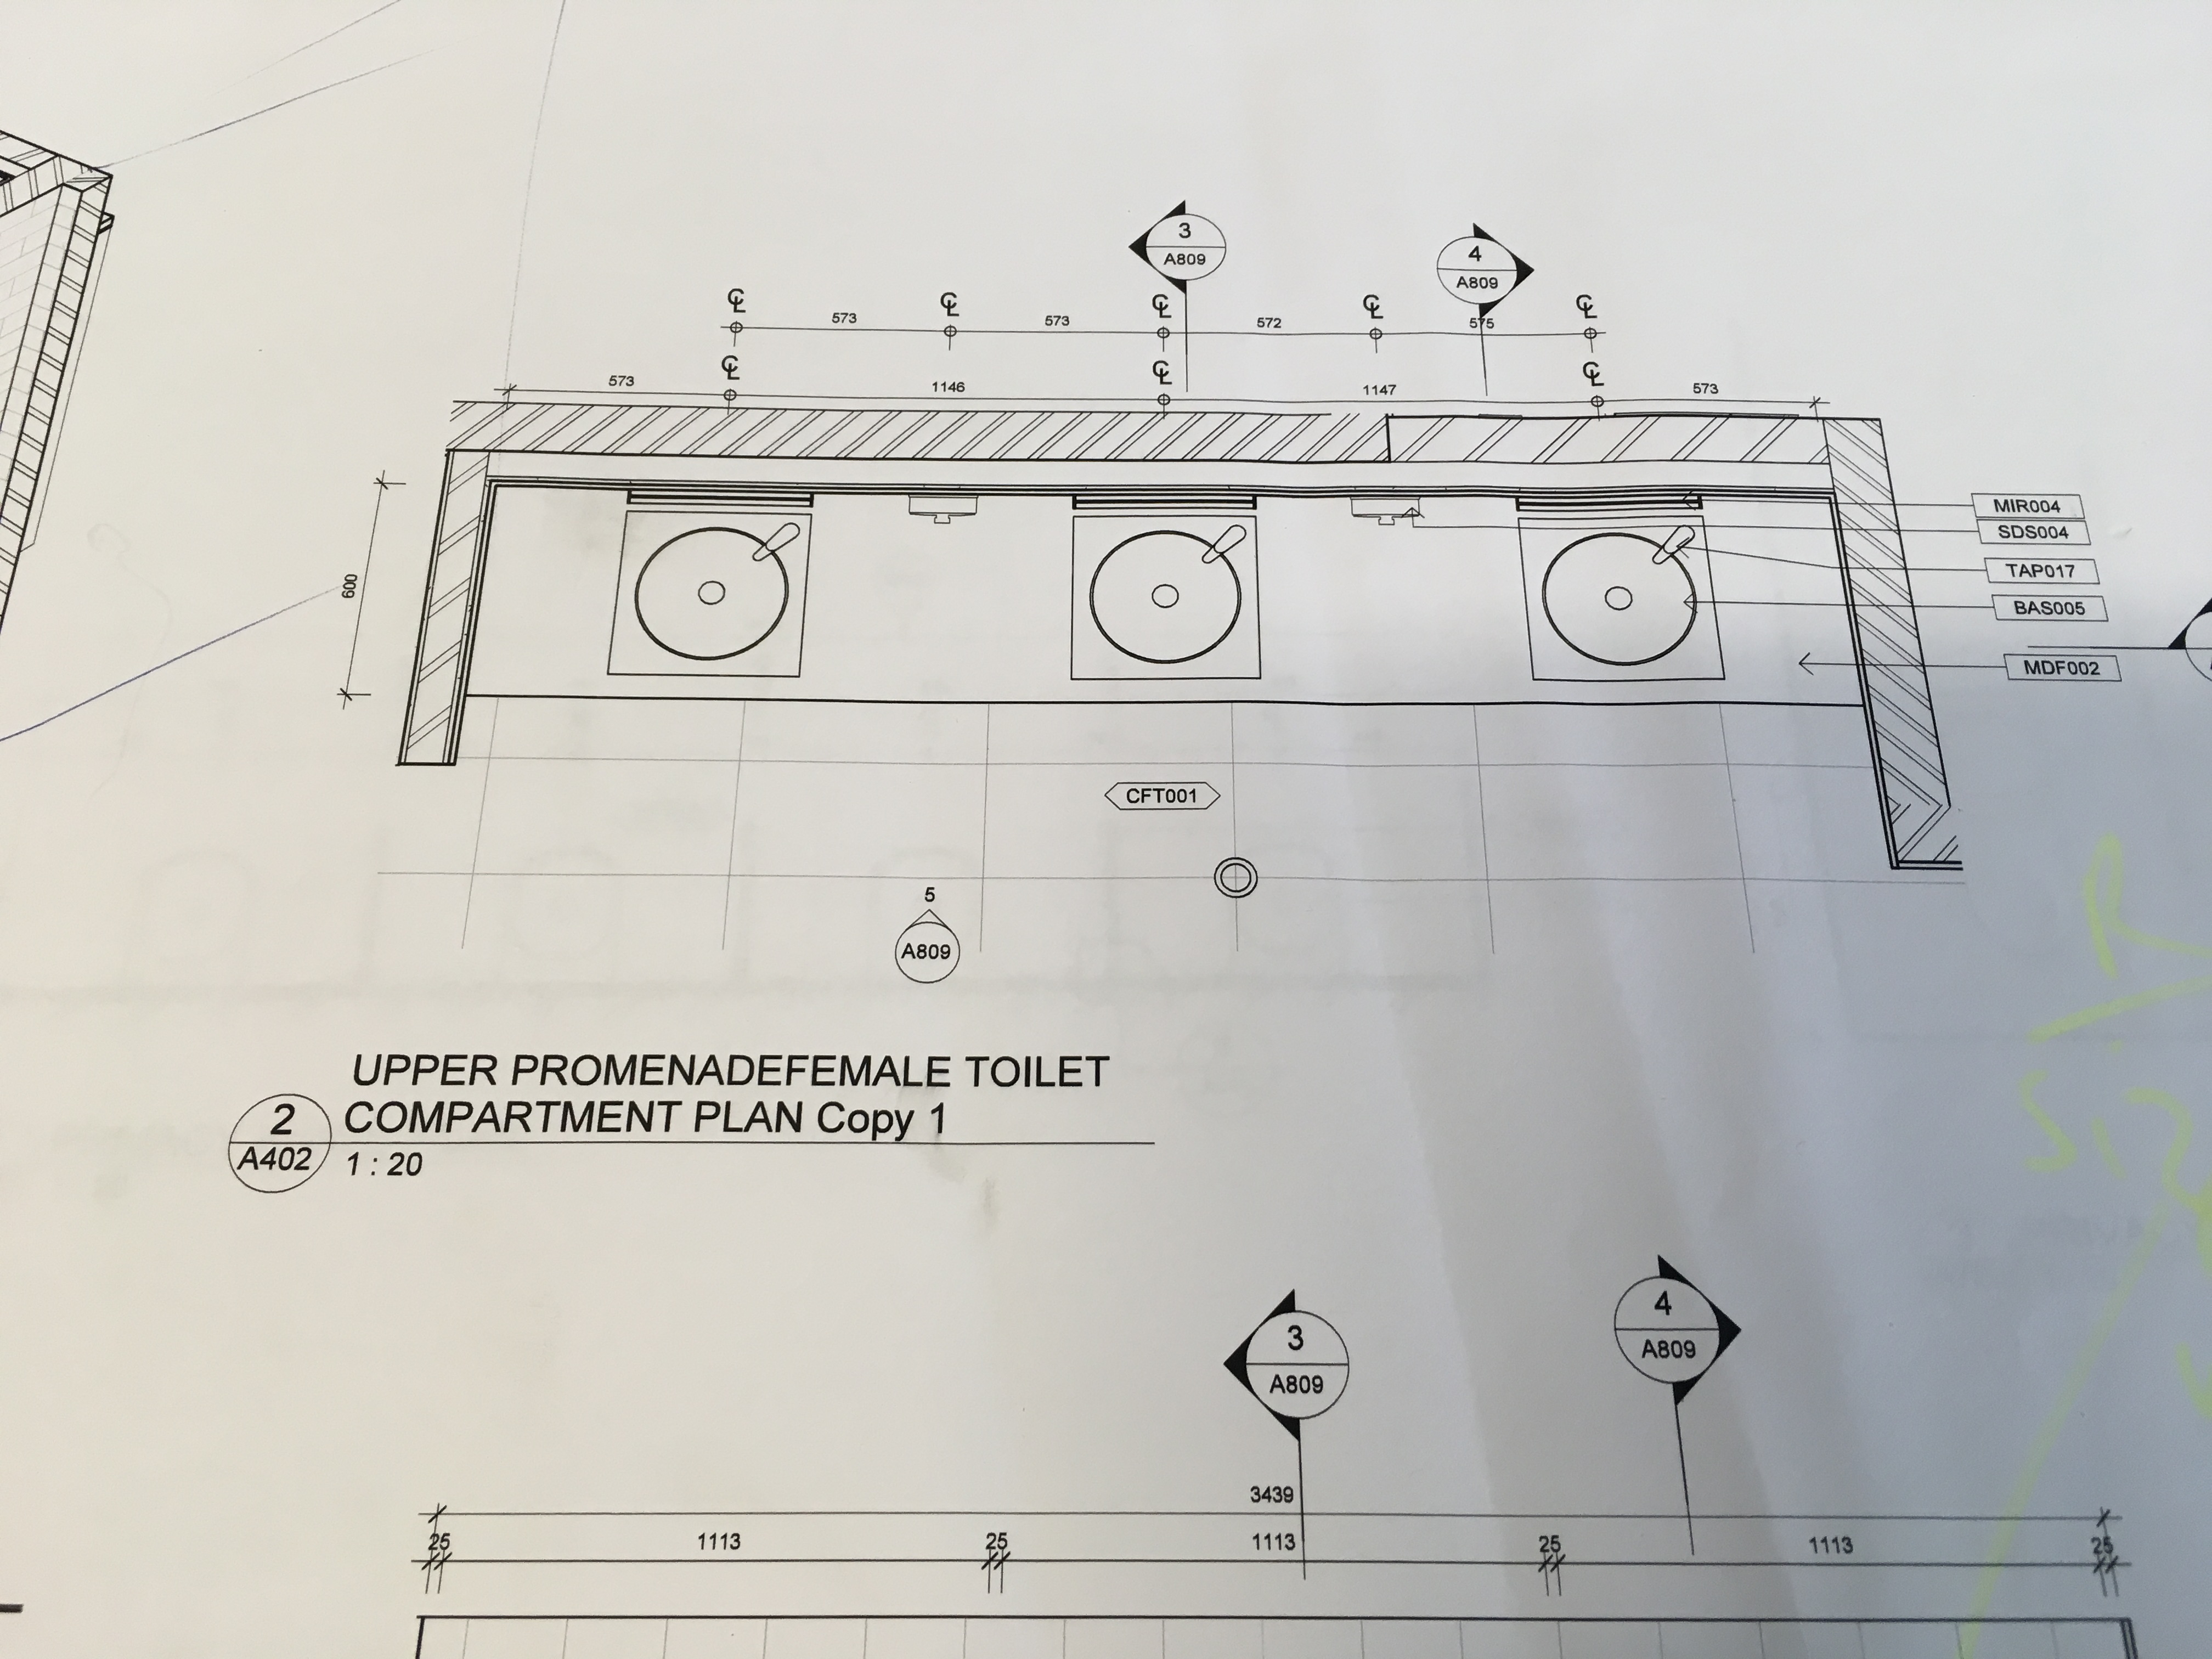 3
A809
4
A809
℄ ℄ ℄ ℄ ℄
573 573 572 575
℄ ℄ ℄
573 1146 1147 573
600
MIR004
SDS004
TAP017
BAS005
MDF002
CFT001
5
A809
UPPER PROMENADEFEMALE TOILET
COMPARTMENT PLAN Copy 1
2
A402
1 : 20
3
A809
4
A809
3439
25 1113 25 1113 25 1113 25